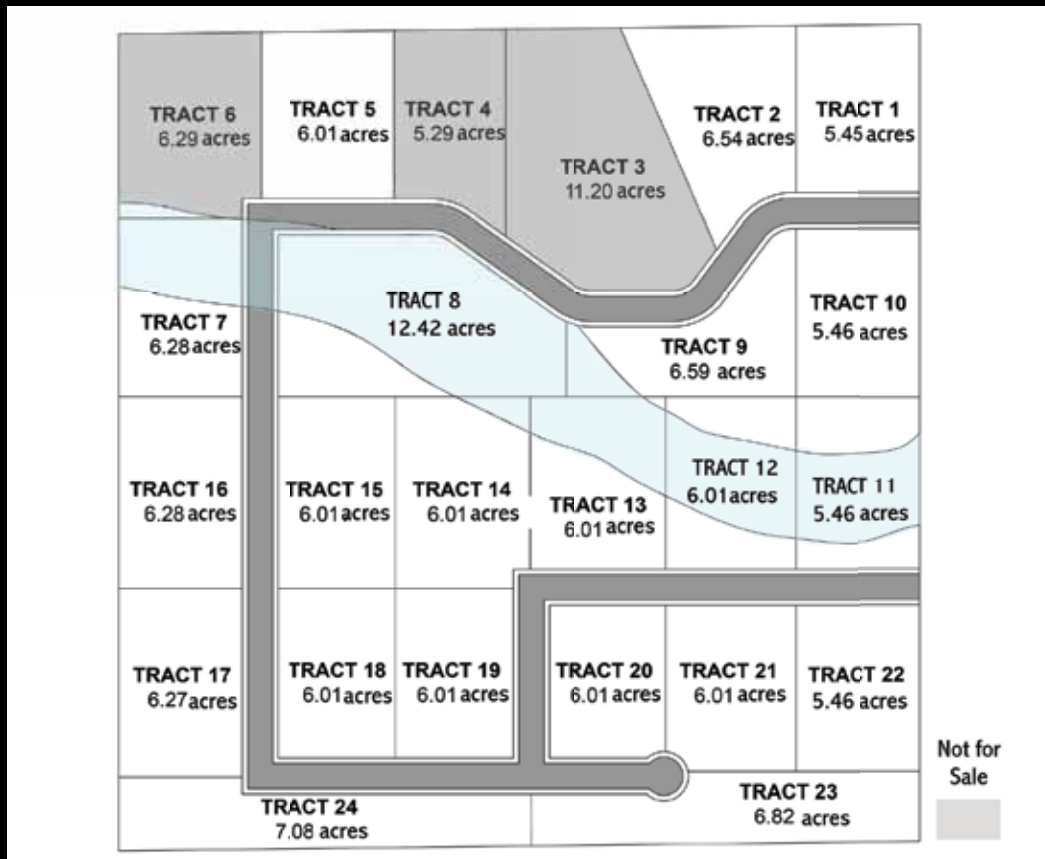 TRACT 6
6.29 acres
TRACT 5
6.01 acres
TRACT 4
5.29 acres
TRACT 3
11.20 acres
TRACT 2
6.54 acres
TRACT 1
5.45 acres
TRACT 7
6.28 acres
TRACT 8
12.42 acres
TRACT 9
6.59 acres
TRACT 10
5.46 acres
TRACT 16
6.28 acres
TRACT 15
6.01 acres
TRACT 14
6.01 acres
TRACT 13
6.01 acres
TRACT 12
6.01 acres
TRACT 11
5.46 acres
TRACT 17
6.27 acres
TRACT 18
6.01 acres
TRACT 19
6.01 acres
TRACT 20
6.01 acres
TRACT 21
6.01 acres
TRACT 22
5.46 acres
TRACT 24
7.08 acres
TRACT 23
6.82 acres
Not for
Sale